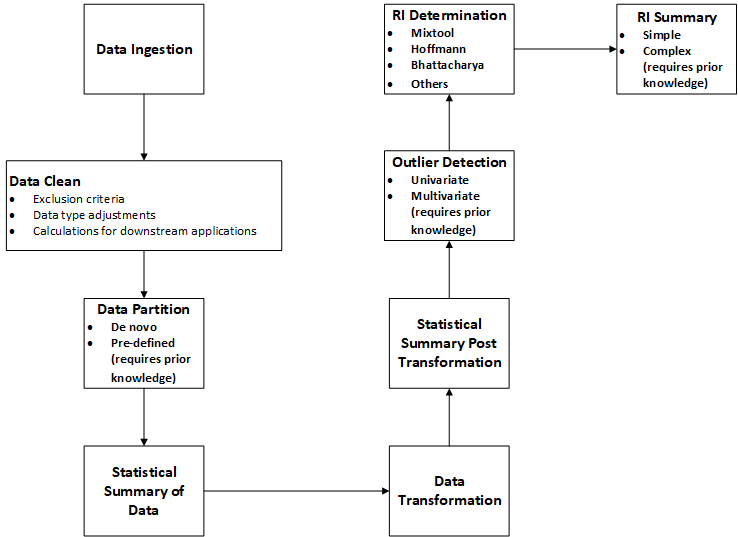 Data Ingestion
Data Clean
• Exclusion criteria
• Data type adjustments
• Calculations for downstream applications
Data Partition
• De novo
• Pre-defined
(requires prior
knowledge)
Statistical
Summary of
Data
Data
Transformation
Statistical
Summary Post
Transformation
Outlier Detection
• Univariate
• Multivariate
(requires prior
knowledge)
RI Determination
• Mixtool
• Hoffmann
• Bhattacharya
• Others
RI Summary
• Simple
• Complex
(requires prior
knowledge)